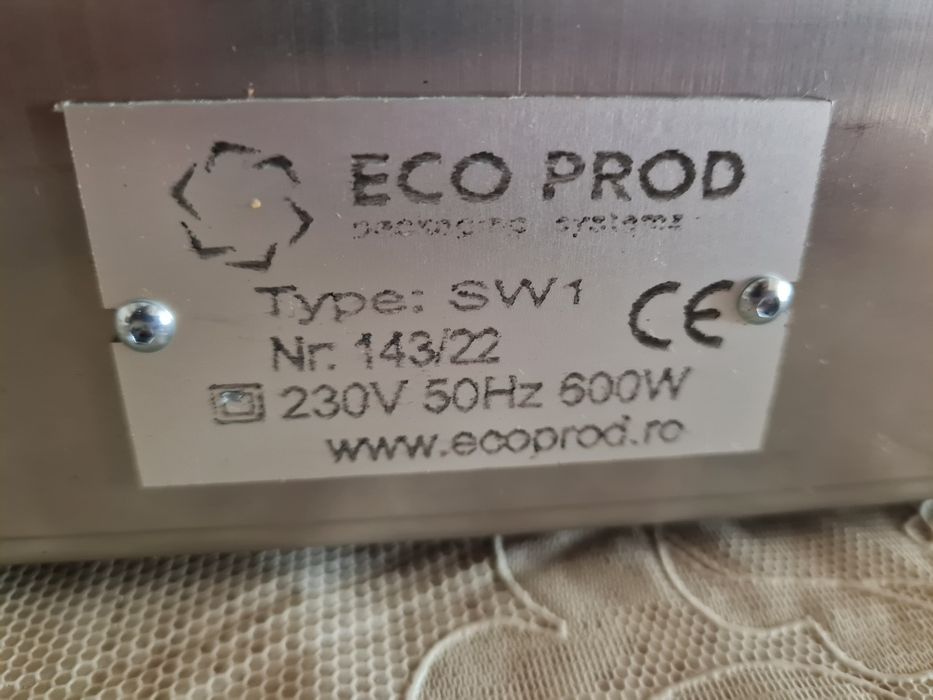 ECO PROD
packaging systems
Type: SW1
CE
Nr. 143/22
230V 50Hz 600W
www.ecoprod.ro